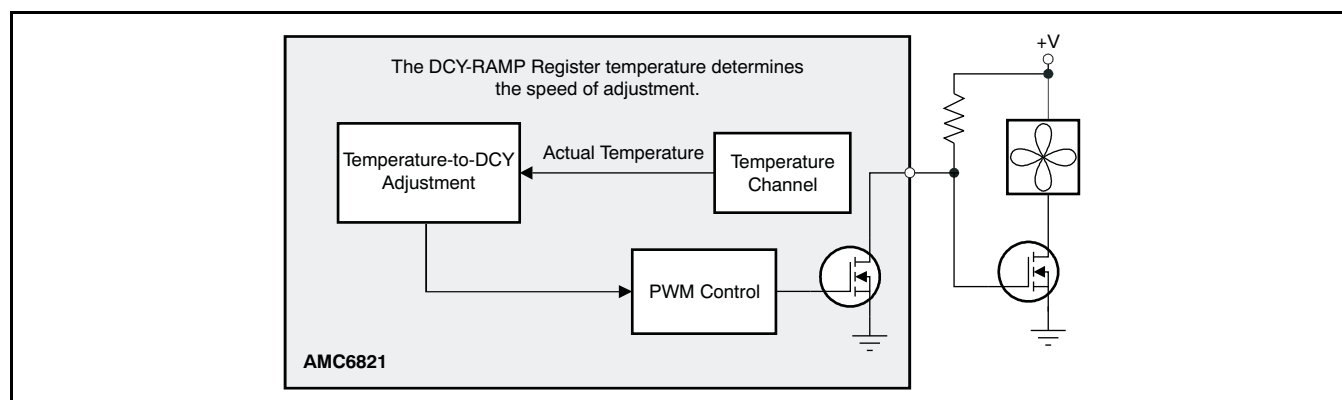 The DCY-RAMP Register temperature determines
the speed of adjustment.
+V
Temperature-to-DCY
Adjustment
Actual Temperature
Temperature
Channel
PWM Control
AMC6821